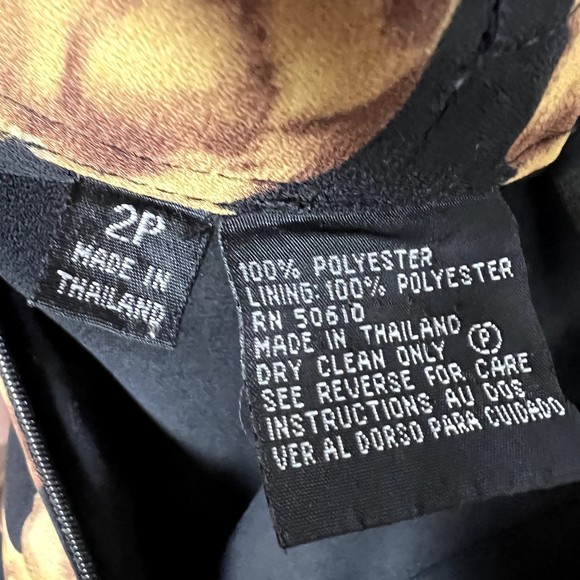 2P
MADE IN
THAILAND
100% POLYESTER
LINING:100% POLYESTER
RN 50610
MADE IN THAILAND
DRY CLEAN ONLY Ⓟ
SEE REVERSE FOR CARE
INSTRUCTIONS AU DOS
VER AL DORSO PARA CUIDADO